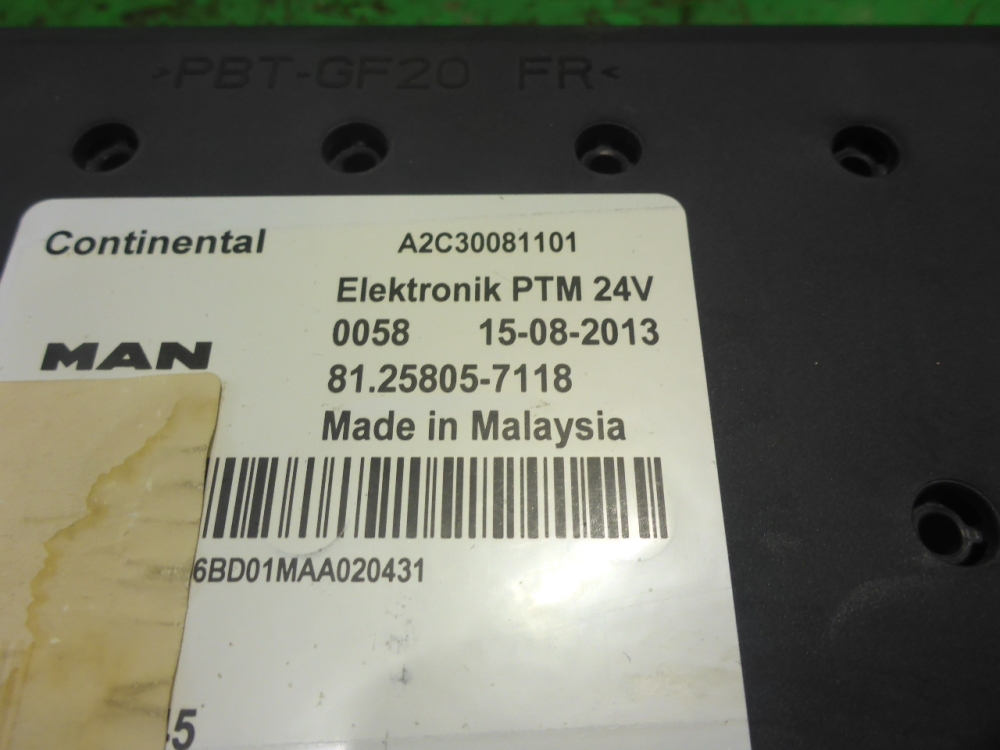 >PBT-GF20 FR<
Continental A2C30081101
Elektronik PTM 24V
0058 15-08-2013
MAN
81.25805-7118
Made in Malaysia
6BD01MAA020431
5